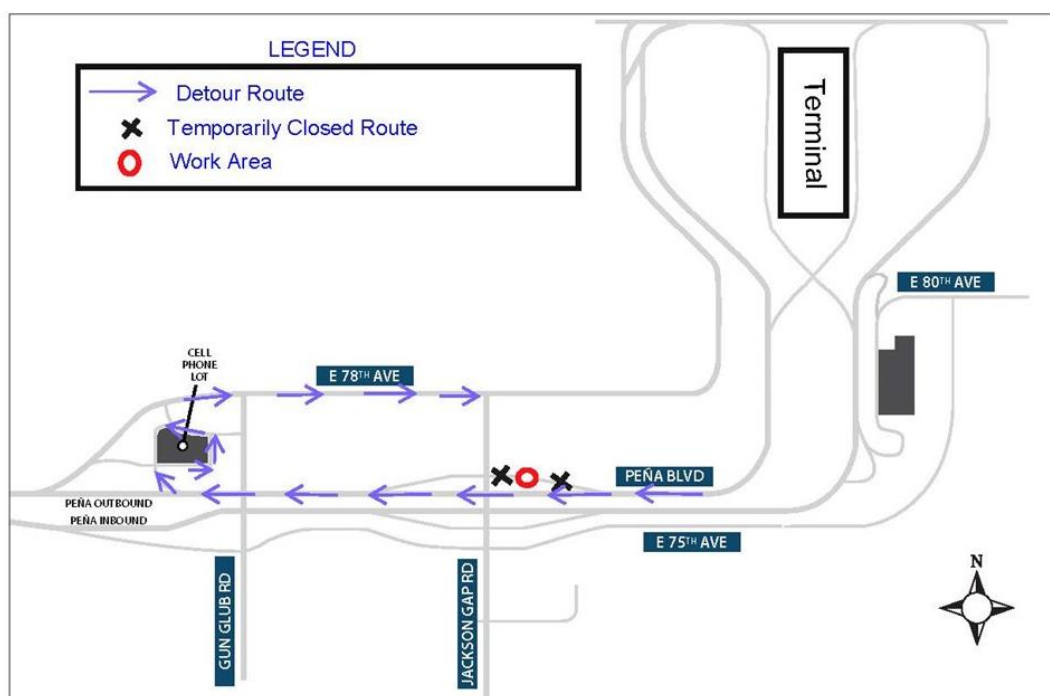 LEGEND
Detour Route
Temporarily Closed Route
Work Area
Terminal
E 80TH AVE
CELL
PHONE
LOT
E 78TH AVE
PEÑA BLVD
PEÑA OUTBOUND
PEÑA INBOUND
E 75TH AVE
GUN GLUB RD
JACKSON GAP RD
N